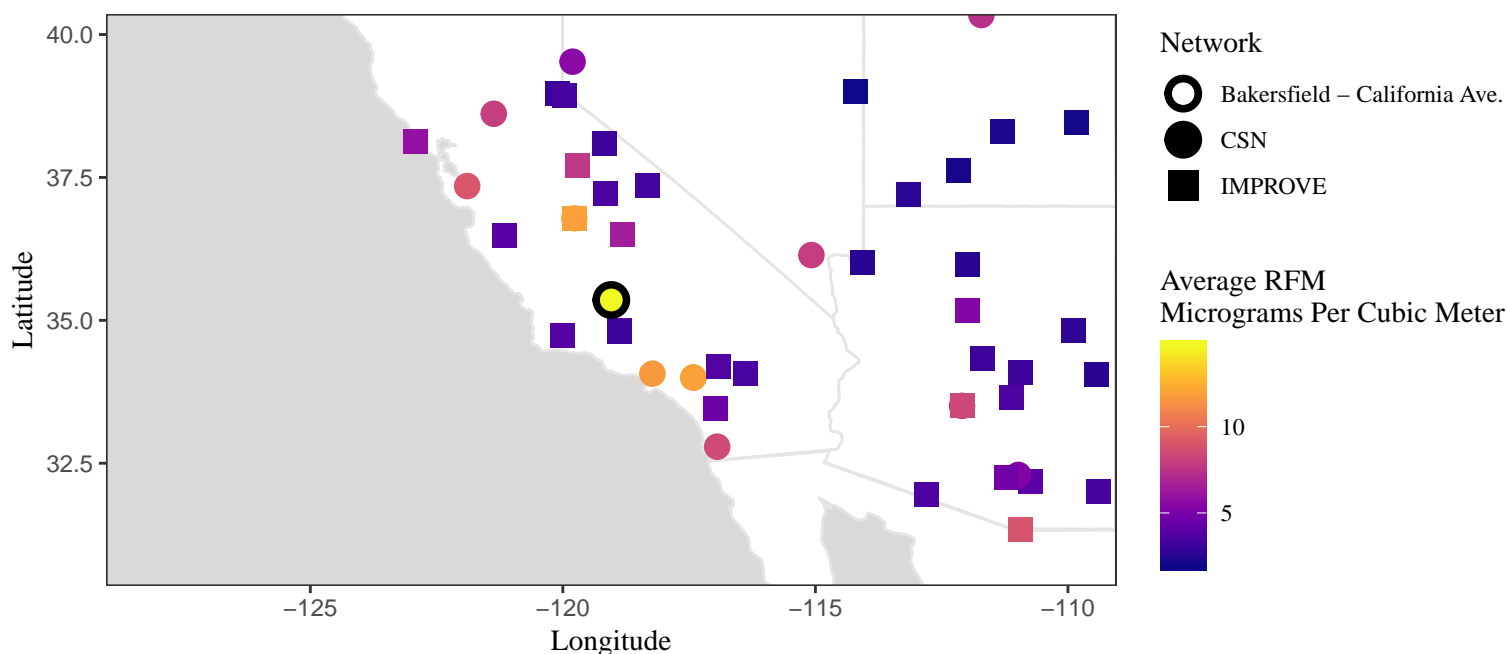 40.0
37.5
35.0
32.5
Latitude
−125
−120
−115
−110
Longitude
Network
Bakersfield − California Ave.
CSN
IMPROVE
Average RFM
Micrograms Per Cubic Meter
10
5